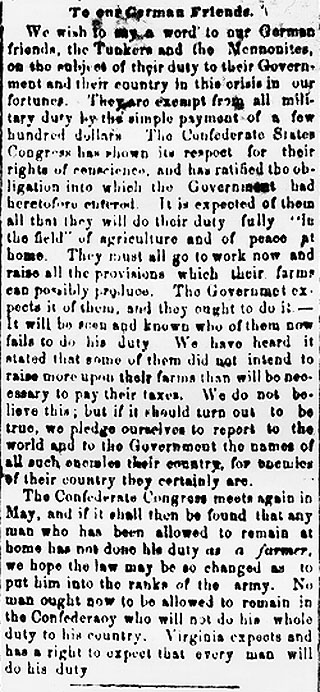 To our German Friends.
We wish to say a word to our German
friends, the Tunkers and the Mennonites,
on the subject of their duty to their Govern-
ment and their country in this crisis in our
fortunes. They are exempt from all mili-
tary duty by the simple payment of a few
hundred dollars The Confederate States
Congress has shown its respect for their
rights of conscience, and has ratified the ob-
ligation into which the Government had
heretofore entered. It is expected of them
all that they will do their duty fully "in
the field" of agriculture and of peace at
home. They must all go to work now and
raise all the provisions which their farms
can possibly produce. The Governmet ex-
pects it of them, and they ought to do it.—
It will be seen and known who of them now
fails to do his duty We have heard it
stated that some of them did not intend to
raise more upon their farms than will be nec-
essary to pay their taxes. We do not be-
lieve this; but if it should turn out to be
true, we pledge ourselves to report to the
world and to the Government the names of
all such enemies their country, for enemies
of their country they certainly are.
The Confederate Congress meets again in
May, and if it shall then be found that any
man who has been allowed to remain at
home has not done his duty as a farmer,
we hope the law may be so changed as to
put him into the ranks of the army. No
man ought now to be allowed to remain in
the Confederacy who will not do his whole
duty to his country. Virginia expects and
has a right to expect that every man will
do his duty